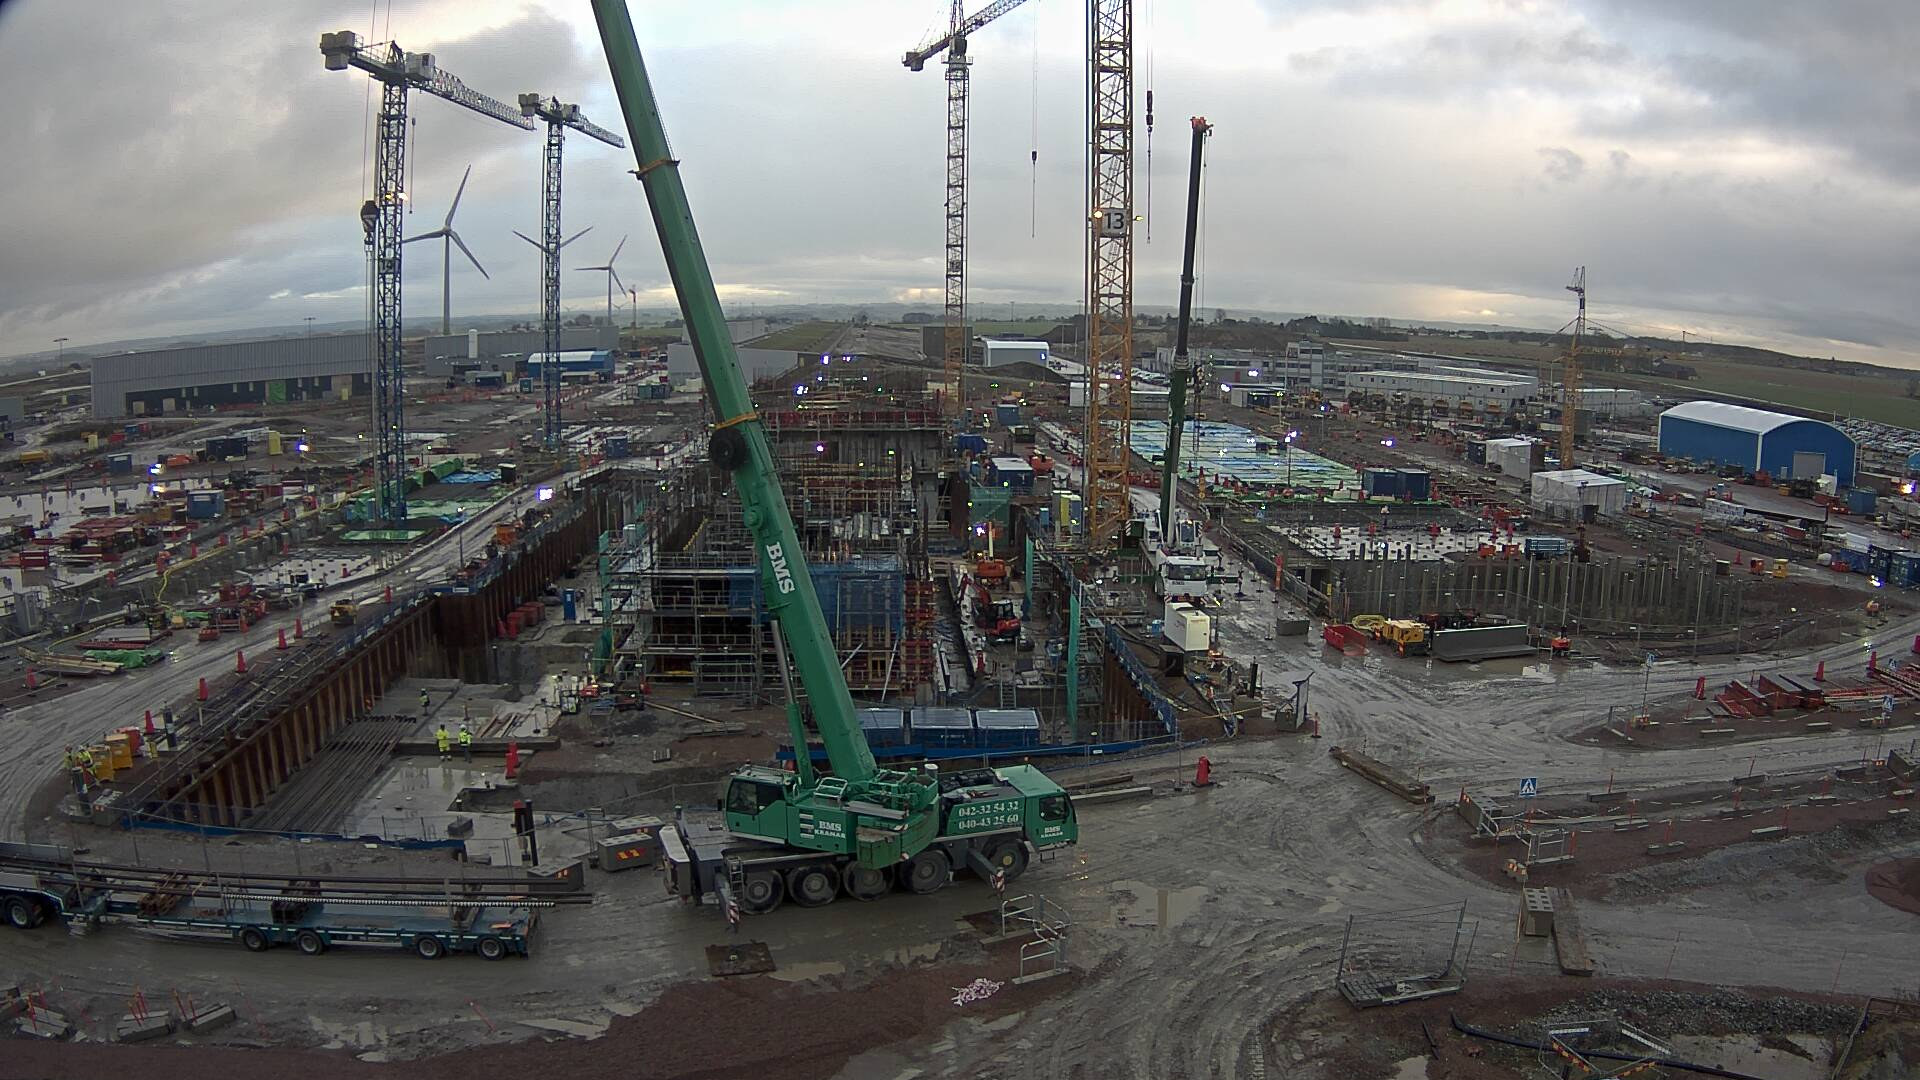 13
BMS
042-32 54 32
040-43 25 60
BMS
KRANAR
BMS
KRANAR